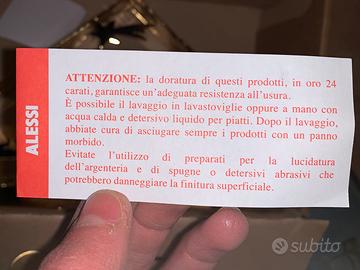 ALESSI
ATTENZIONE: la doratura di questi prodotti, in oro 24
carati, garantisce un'adeguata resistenza all'usura.
È possibile il lavaggio in lavastoviglie oppure a mano con
acqua calda e detersivo liquido per piatti. Dopo il lavaggio,
abbiate cura di asciugare sempre i prodotti con un panno
morbido.
Evitate l'utilizzo di preparati per la lucidatura
dell'argenteria e di spugne o detersivi abrasivi che
potrebbero danneggiare la finitura superficiale.
subito